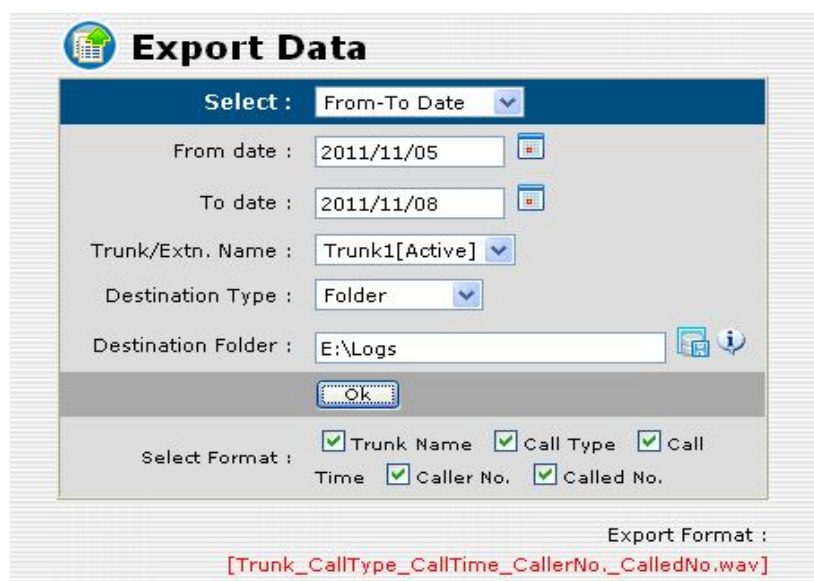 Export Data
Select : From-To Date
From date : 2011/11/05
To date : 2011/11/08
Trunk/Extn. Name : Trunk1[Active]
Destination Type : Folder
Destination Folder : E:\Logs
Ok
Select Format : Trunk Name Call Type Call
Time Caller No. Called No.
Export Format :
[Trunk_CallType_CallTime_CallerNo._CalledNo.wav]